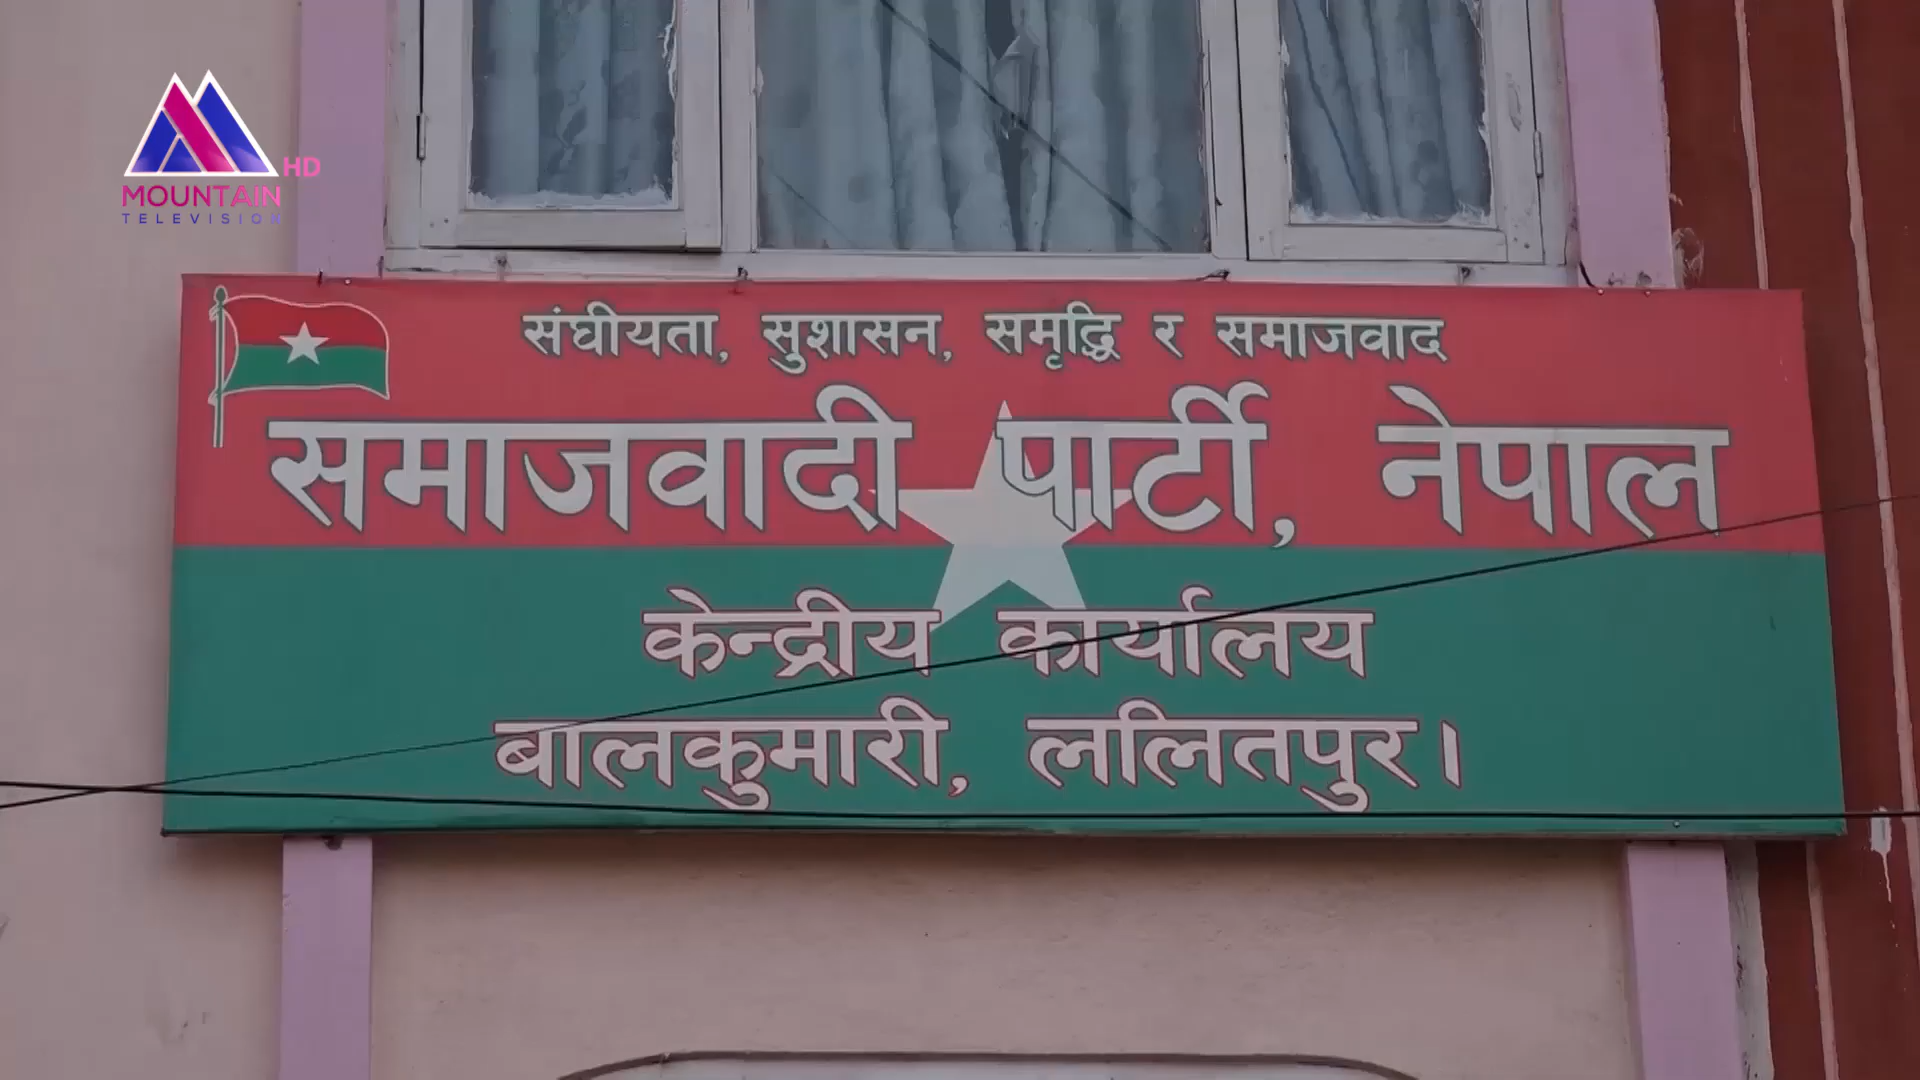 MOUNTAIN HD
TELEVISION
संघीयता, सुशासन, समृद्धि र समाजवाद
समाजवादी पार्टी, नेपाल
केन्द्रीय कार्यालय
बालकुमारी, ललितपुर।